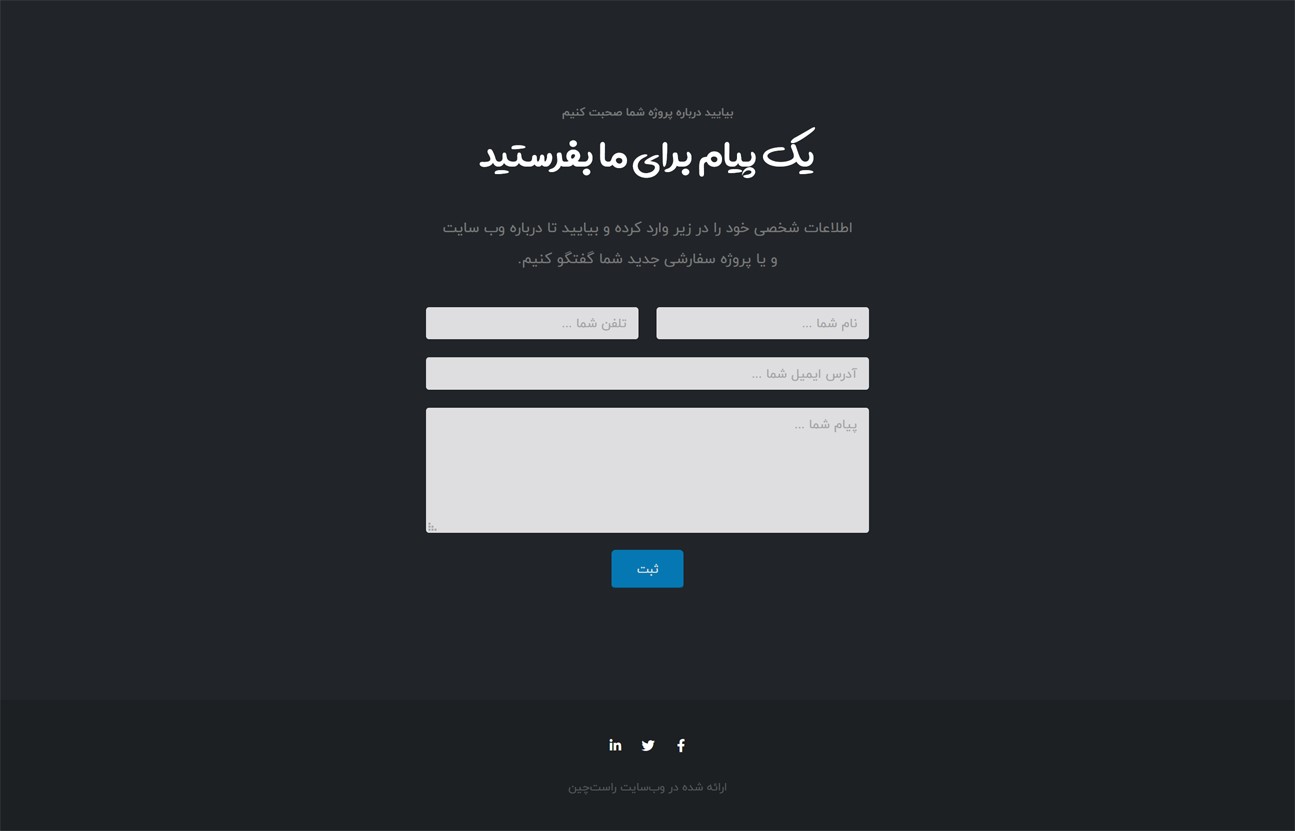 بیایید درباره پروژه شما صحبت کنیم
یک پیام برای ما بفرستید
اطلاعات شخصی خود را در زیر وارد کرده و بیایید تا درباره وب سایت
و یا پروژه سفارشی جدید شما گفتگو کنیم.
نام شما ...
تلفن شما ...
آدرس ایمیل شما ...
پیام شما ...
ثبت
ارائه شده در وب‌سایت راست‌چین